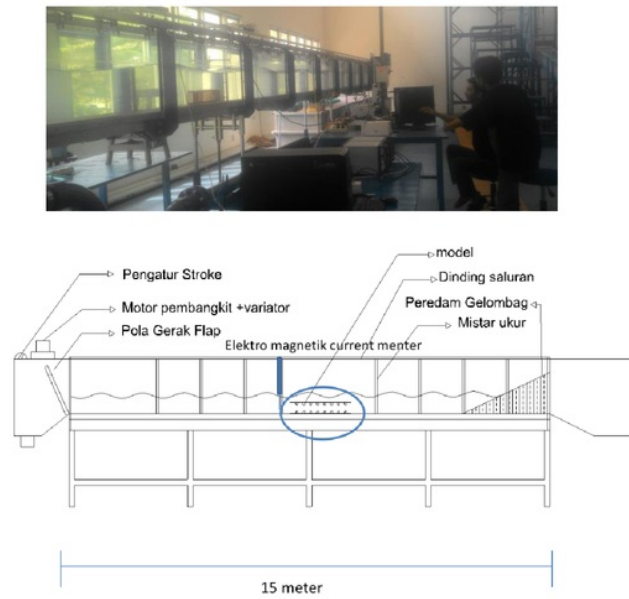 model
Pengatur Stroke
Dinding saluran
Peredam Gelombag
Motor pembangkit +variator
Mistar ukur
Pola Gerak Flap
Elektro magnetik current menter
15 meter